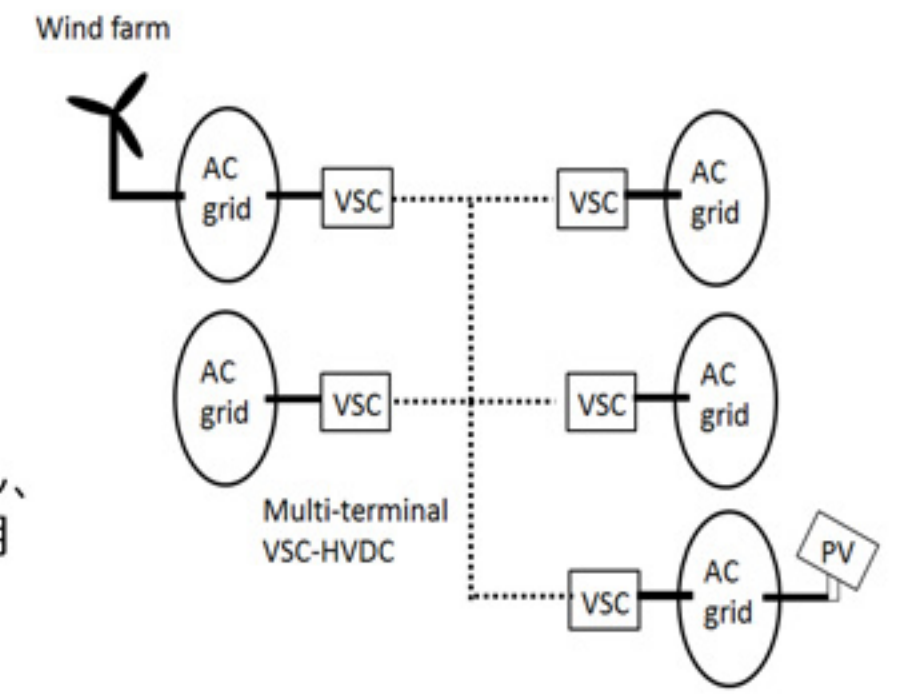 Wind farm
AC
grid
VSC
VSC
AC
grid
AC
grid
VSC
VSC
AC
grid
Multi-terminal
VSC-HVDC
VSC
AC
grid
PV